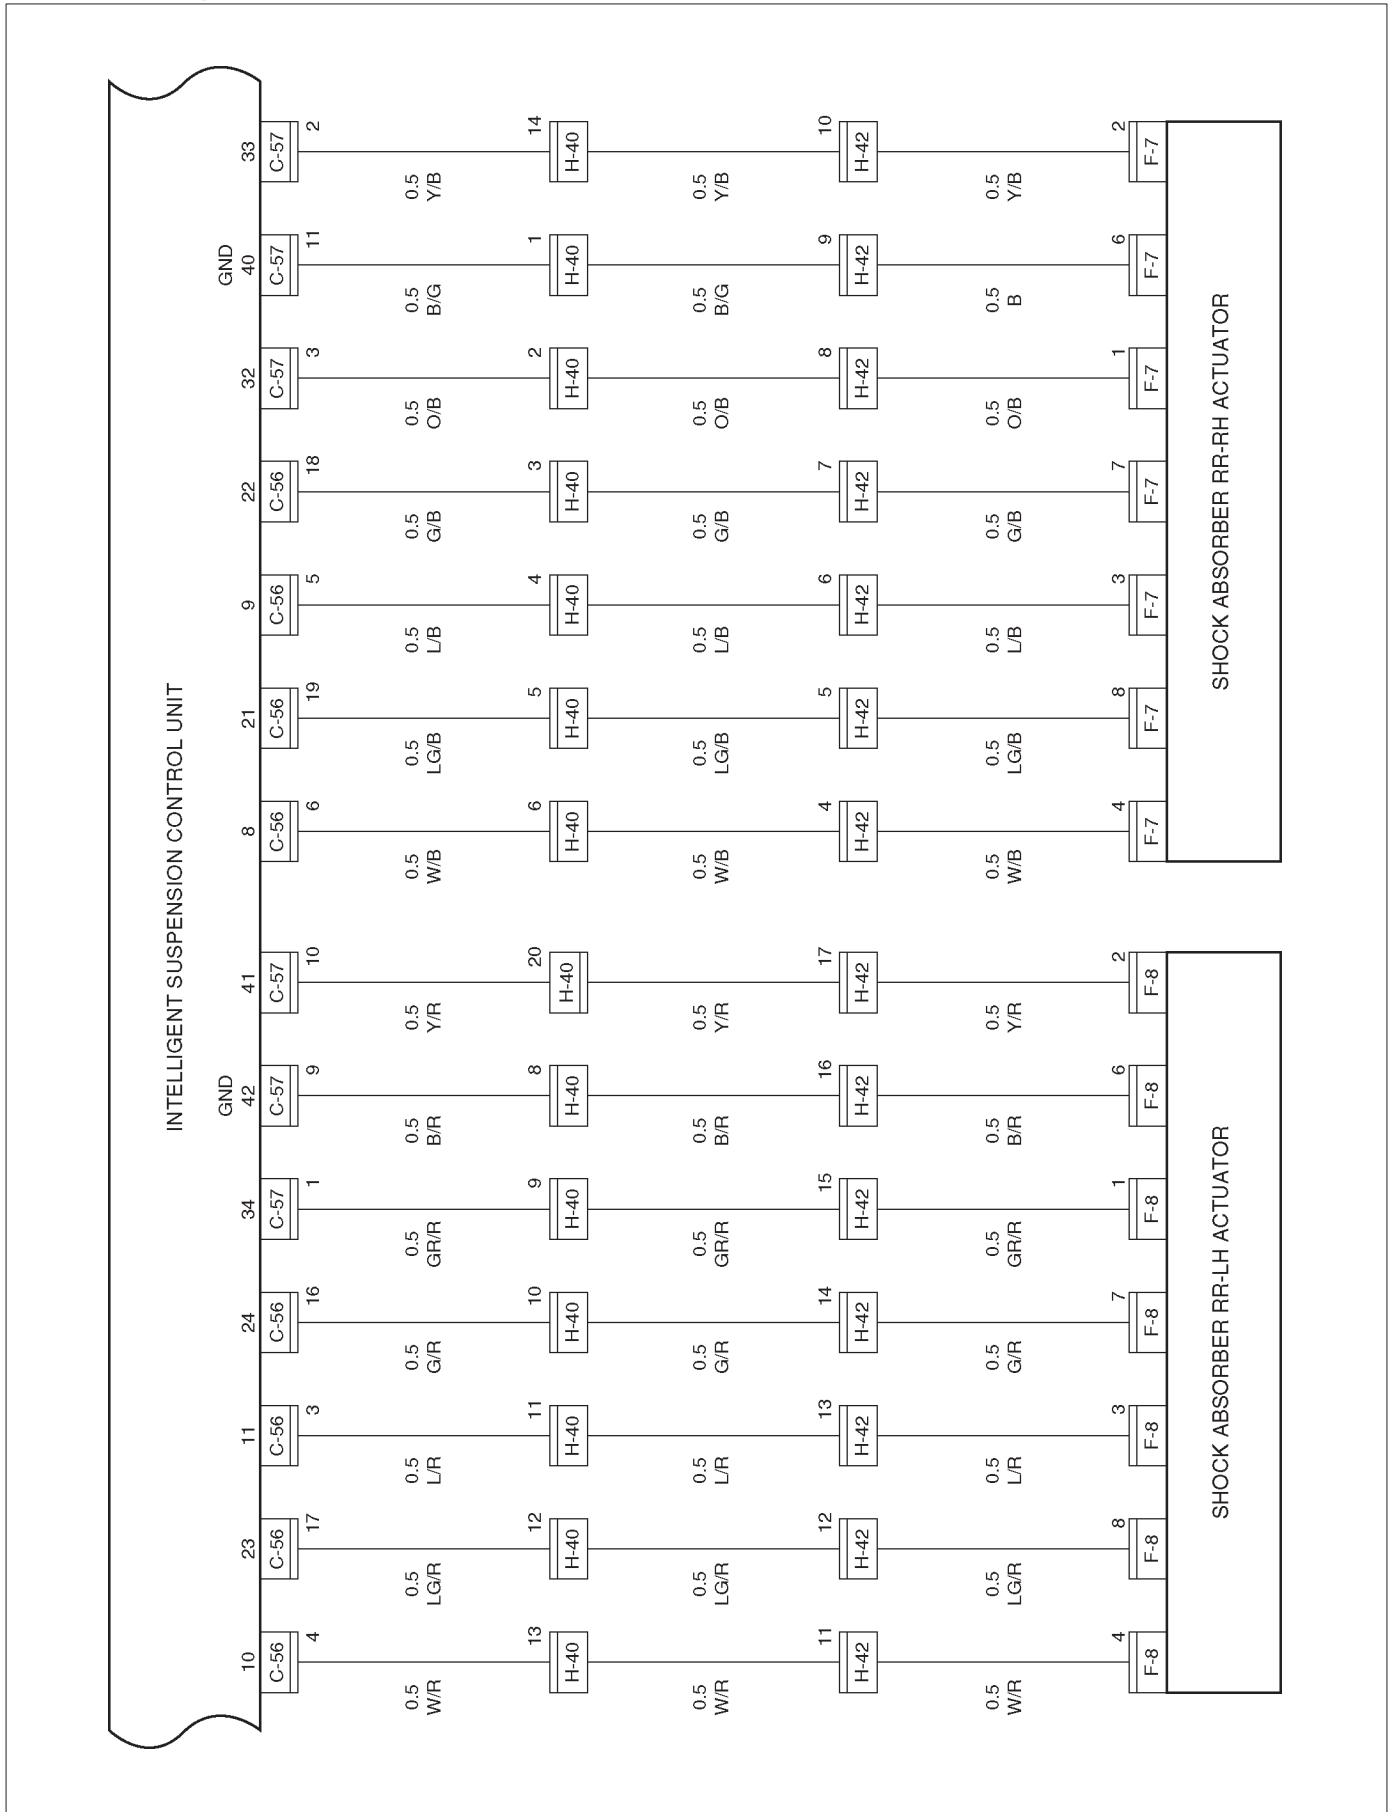 INTELLIGENT SUSPENSION CONTROL UNIT
GND
GND
10
23
11
24
34
42
41
8
21
9
22
32
40
33
C-56
C-56
C-56
C-56
C-57
C-57
C-57
C-56
C-56
C-56
C-56
C-57
C-57
C-57
4
17
3
16
1
9
10
6
19
5
18
3
11
2
0.5
0.5
0.5
0.5
0.5
0.5
0.5
0.5
0.5
0.5
0.5
0.5
0.5
0.5
W/R
LG/R
L/R
G/R
GR/R
B/R
Y/R
W/B
LG/B
L/B
G/B
O/B
B/G
Y/B
13
12
11
10
9
8
20
6
5
4
3
2
1
14
H-40
H-40
H-40
H-40
H-40
H-40
H-40
H-40
H-40
H-40
H-40
H-40
H-40
H-40
0.5
0.5
0.5
0.5
0.5
0.5
0.5
0.5
0.5
0.5
0.5
0.5
0.5
0.5
W/R
LG/R
L/R
G/R
GR/R
B/R
Y/R
W/B
LG/B
L/B
G/B
O/B
B/G
Y/B
11
12
13
14
15
16
17
4
5
6
7
8
9
10
H-42
H-42
H-42
H-42
H-42
H-42
H-42
H-42
H-42
H-42
H-42
H-42
H-42
H-42
0.5
0.5
0.5
0.5
0.5
0.5
0.5
0.5
0.5
0.5
0.5
0.5
0.5
0.5
W/R
LG/R
L/R
G/R
GR/R
B/R
Y/R
W/B
LG/B
L/B
G/B
O/B
B
Y/B
4
8
3
7
1
6
2
4
8
3
7
1
6
2
F-8
F-8
F-8
F-8
F-8
F-8
F-8
F-7
F-7
F-7
F-7
F-7
F-7
F-7
SHOCK ABSORBER RR-LH ACTUATOR
SHOCK ABSORBER RR-RH ACTUATOR